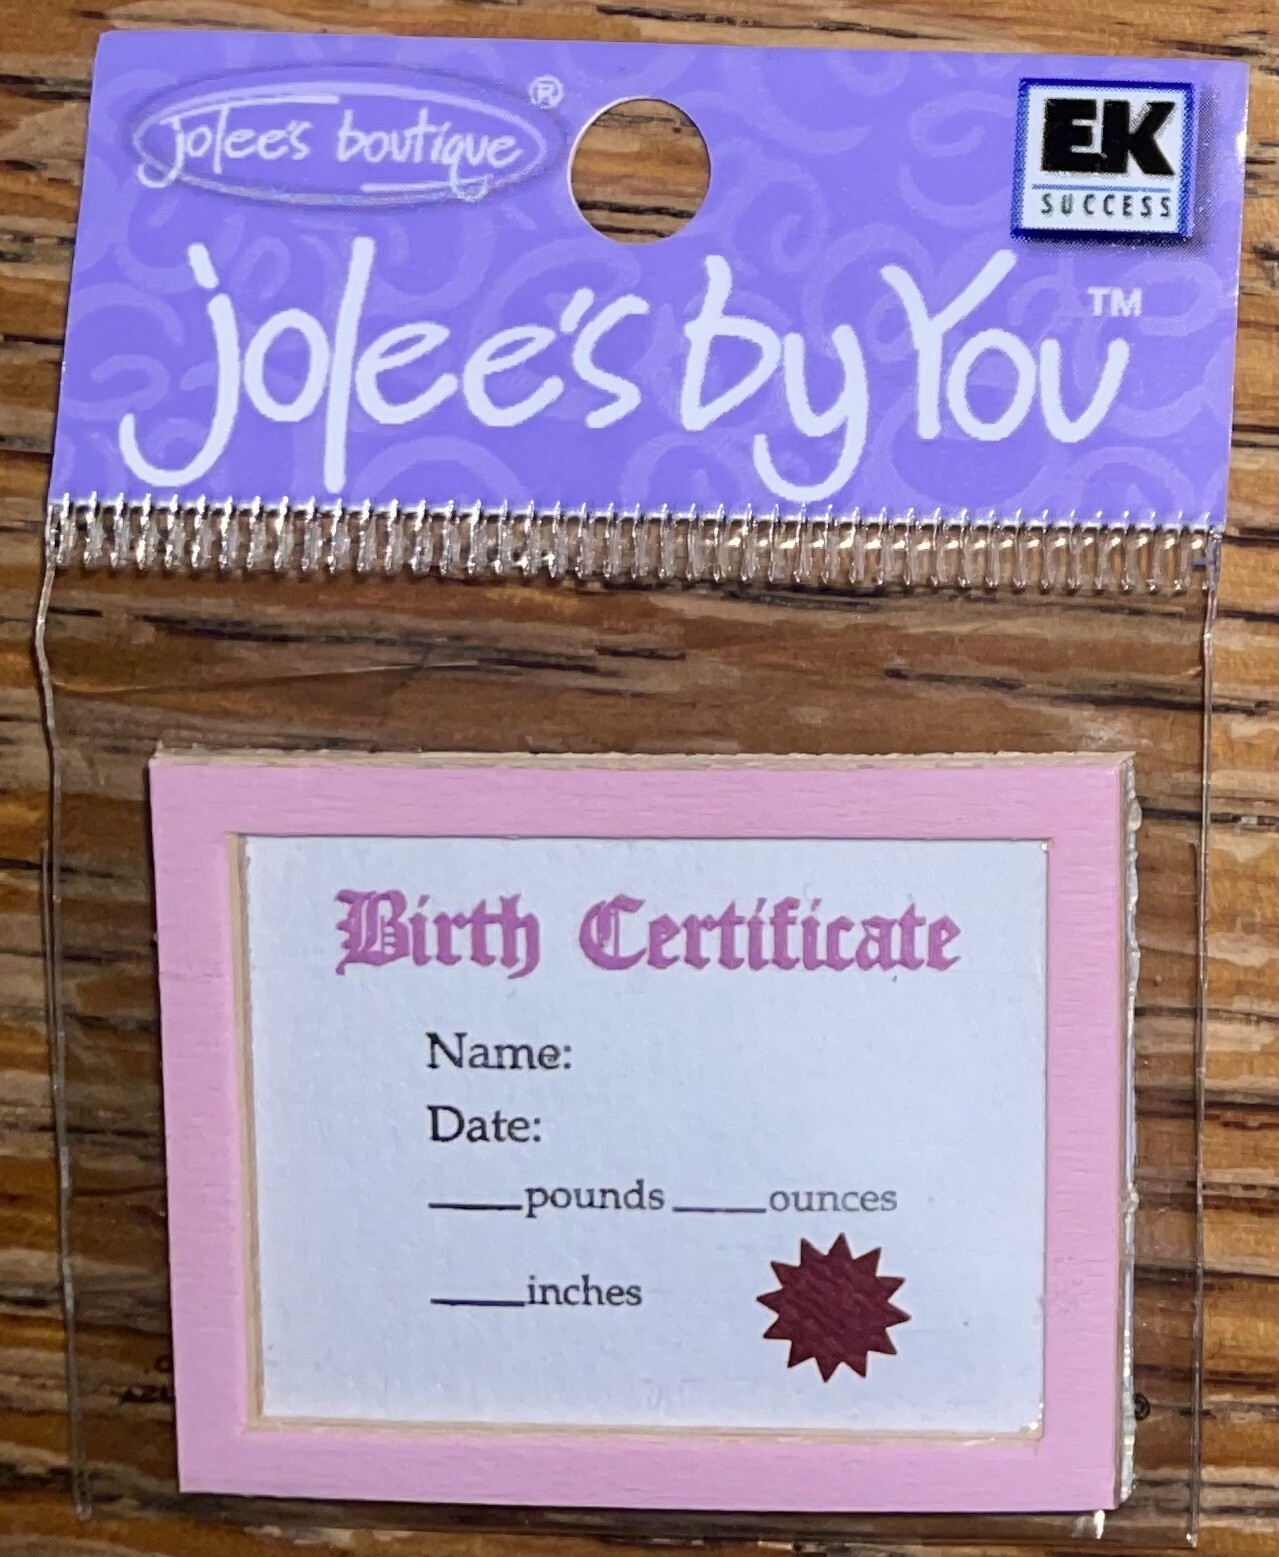 jolee's boutique®
EK
SUCCESS
jolee's by You™
Birth Certificate
Name:
Date:
____pounds ____ounces
____inches